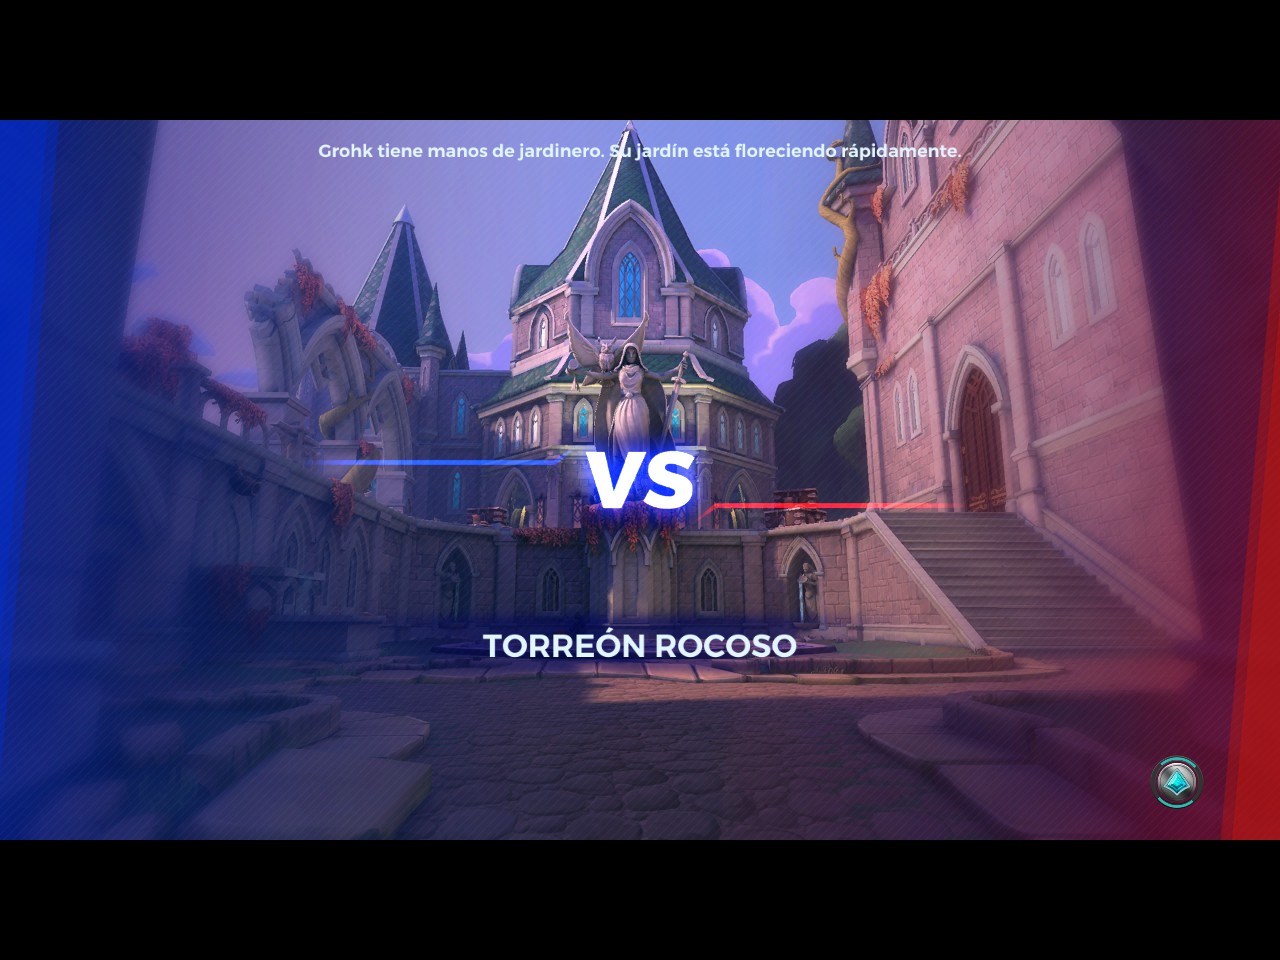 Grohk tiene manos de jardinero. Su jardín está floreciendo rápidamente.
VS
TORREÓN ROCOSO